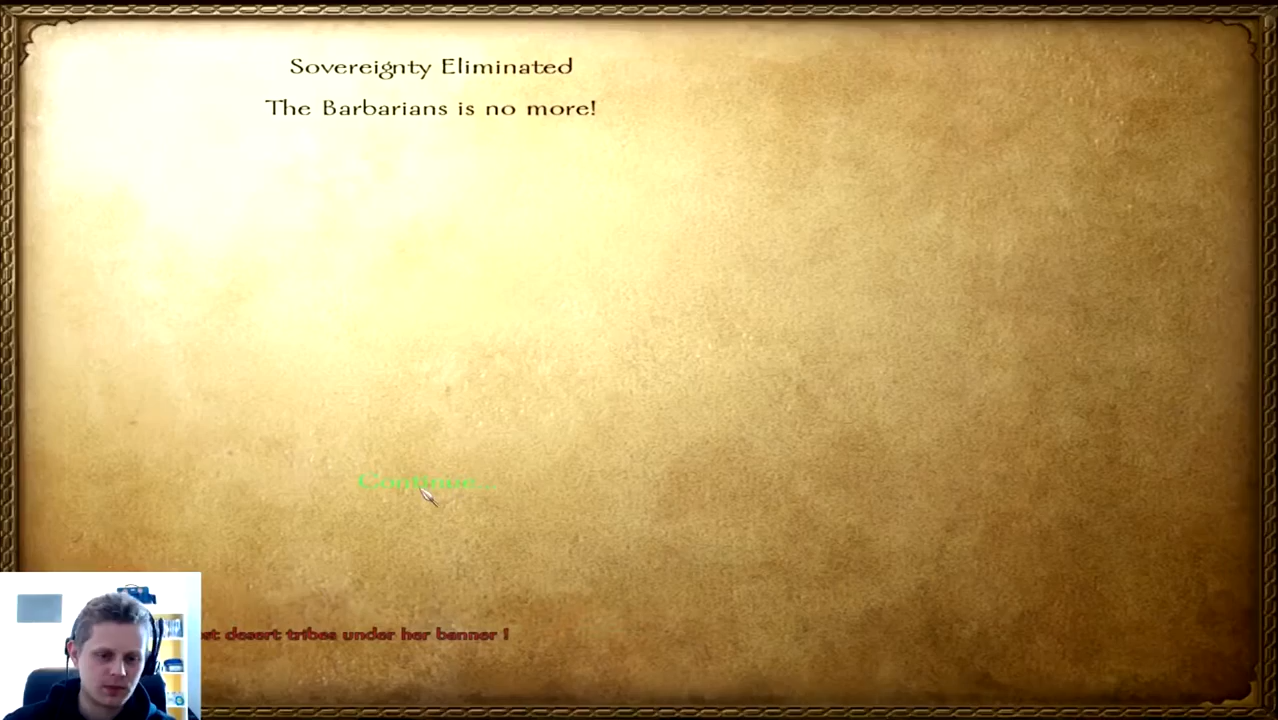 Sovereignty Eliminated
The Barbarians is no more!
Continue...
desert tribes under her banner !